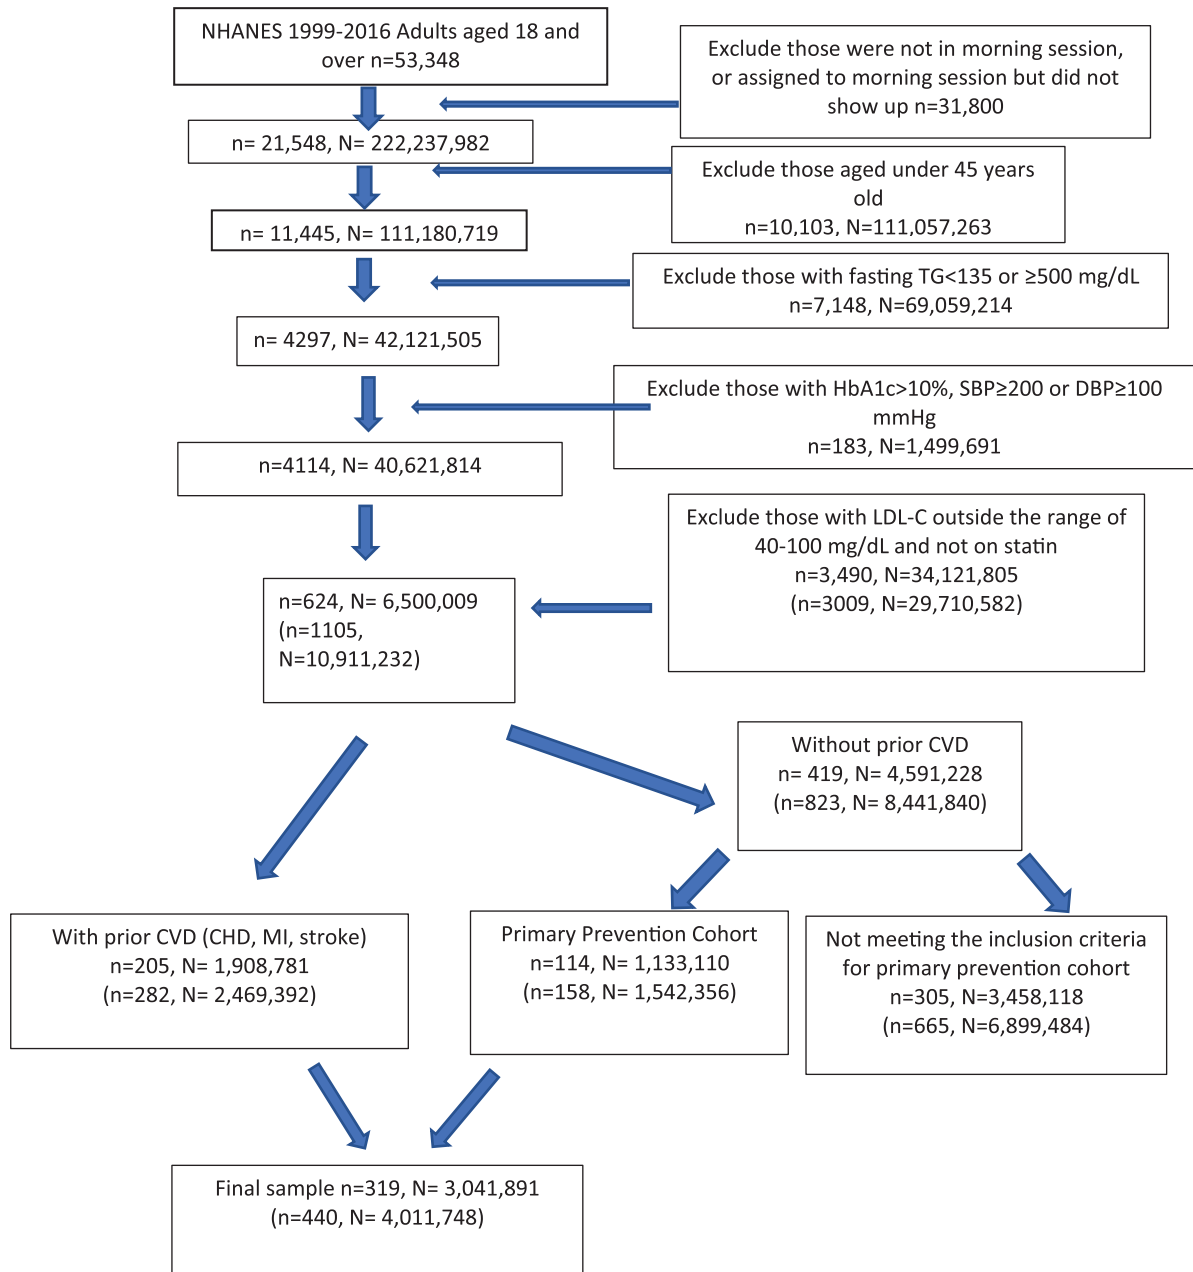 NHANES 1999-2016 Adults aged 18 and
over n=53,348
Exclude those were not in morning session,
or assigned to morning session but did not
show up n=31,800
n= 21,548, N= 222,237,982
Exclude those aged under 45 years
old
n=10,103, N=111,057,263
n= 11,445, N= 111,180,719
Exclude those with fasting TG<135 or ≥500 mg/dL
n=7,148, N=69,059,214
n= 4297, N= 42,121,505
Exclude those with HbA1c>10%, SBP≥200 or DBP≥100
mmHg
n=183, N=1,499,691
n=4114, N= 40,621,814
Exclude those with LDL-C outside the range of
40-100 mg/dL and not on statin
n=3,490, N=34,121,805
(n=3009, N=29,710,582)
n=624, N= 6,500,009
(n=1105,
N=10,911,232)
Without prior CVD
n= 419, N= 4,591,228
(n=823, N= 8,441,840)
With prior CVD (CHD, MI, stroke)
n=205, N= 1,908,781
(n=282, N= 2,469,392)
Primary Prevention Cohort
n=114, N= 1,133,110
(n=158, N= 1,542,356)
Not meeting the inclusion criteria
for primary prevention cohort
n=305, N=3,458,118
(n=665, N=6,899,484)
Final sample n=319, N= 3,041,891
(n=440, N= 4,011,748)